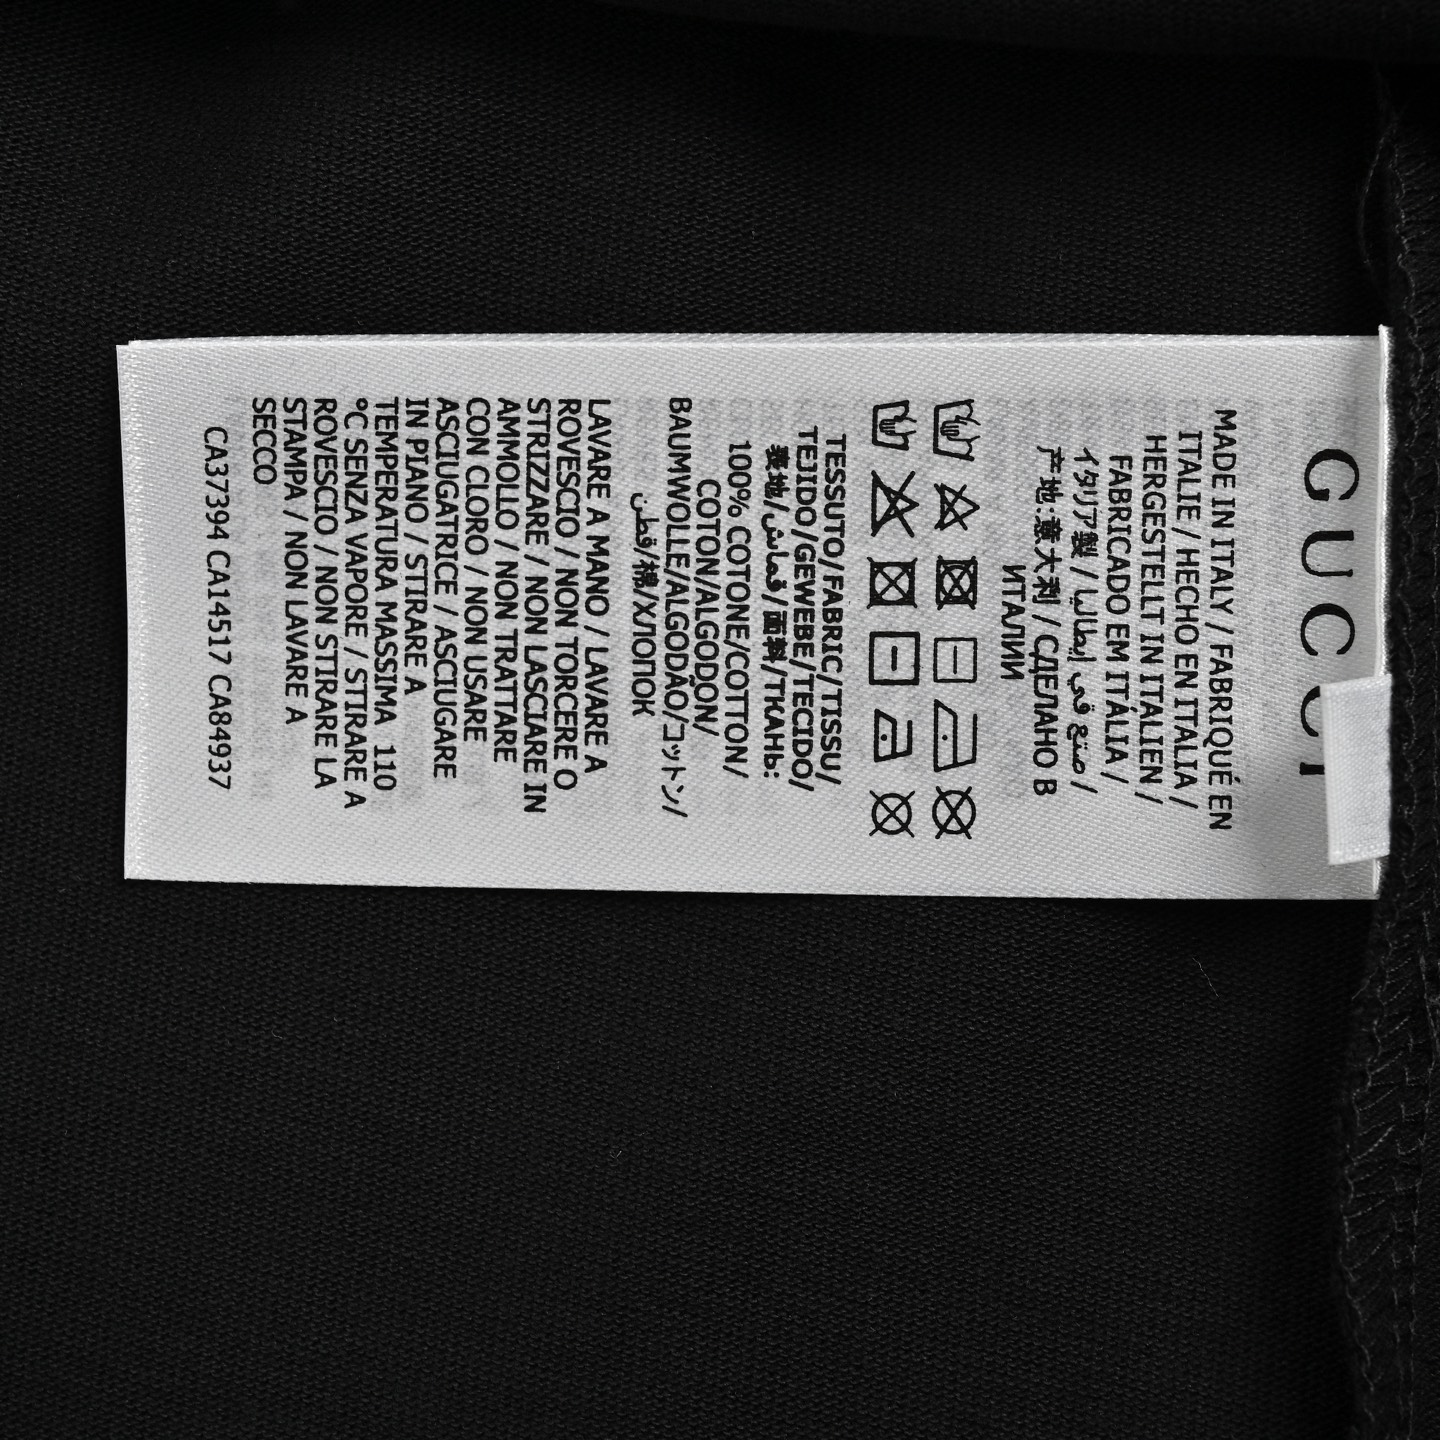 GUCCI
MADE IN ITALY / FABRIQUÉ EN
ITALIE / HECHO EN ITALIA /
HERGESTELLT IN ITALIEN /
FABRICADO EM ITÁLIA /
イタリア製 / صنع في إيطاليا /
产地:意大利 / СДЕЛАНО В
ИТАЛИИ
TESSUTO/FABRIC/TISSU/
TEJIDO/GEWEBE/TECIDO/
表地/قماش/面料/ТКАНЬ:
100% COTONE/COTTON/
COTON/ALGODÓN/
BAUMWOLLE/ALGODÃO/コットン/
قطن/棉/ХЛОПОК
LAVARE A MANO / LAVARE A
ROVESCIO / NON TORCERE O
STRIZZARE / NON LASCIARE IN
AMMOLLO / NON TRATTARE
CON CLORO / NON USARE
ASCIUGATRICE / ASCIUGARE
IN PIANO / STIRARE A
TEMPERATURA MASSIMA 110
°C SENZA VAPORE / STIRARE A
ROVESCIO / NON STIRARE LA
STAMPA / NON LAVARE A
SECCO
CA37394 CA14517 CA84937